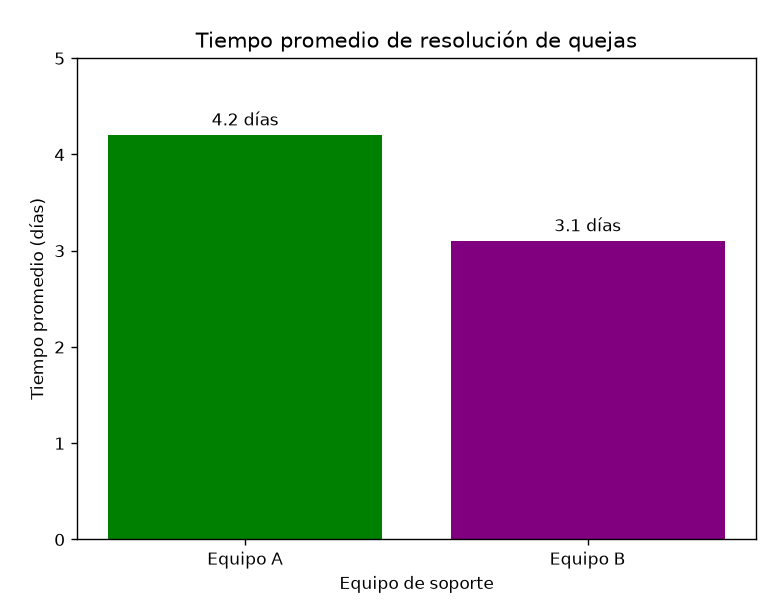 Tiempo promedio de resolución de quejas
Tiempo promedio (días)
5
4
3
2
1
0
4.2 días
3.1 días
Equipo A
Equipo B
Equipo de soporte